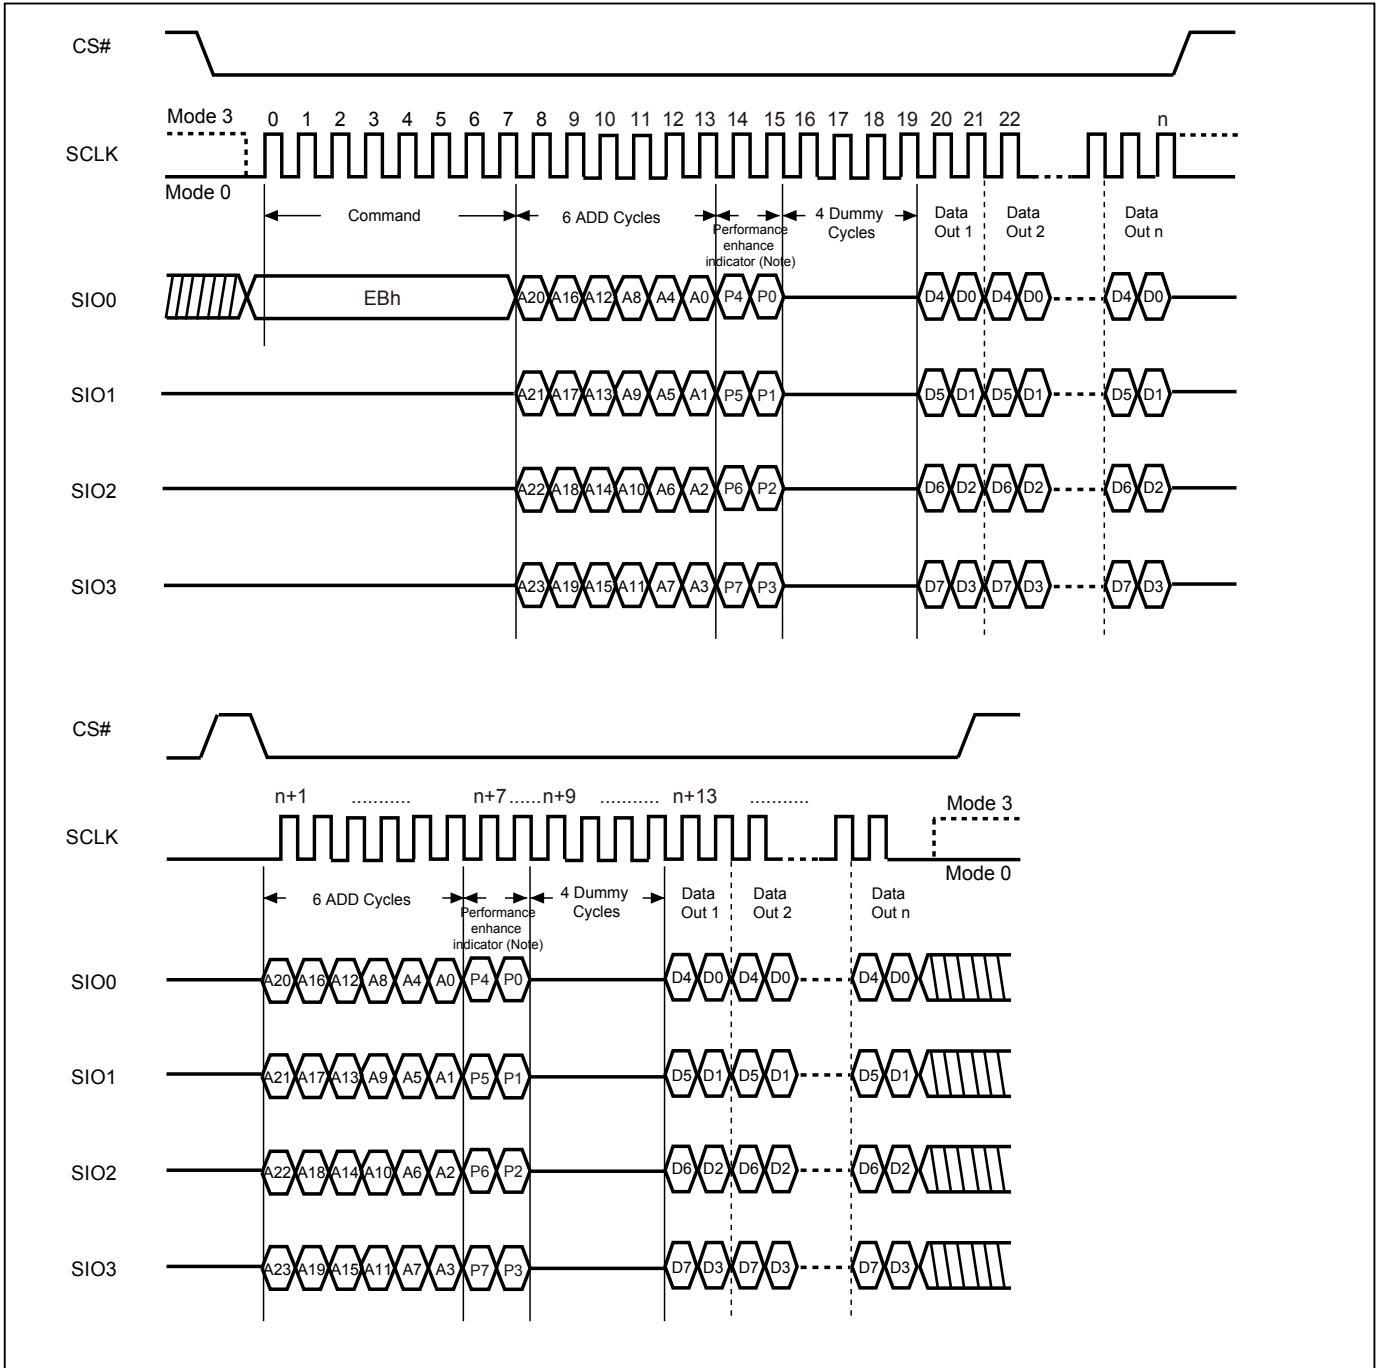 CS#
Mode 3
0 1 2 3 4 5 6 7 8 9 10 11 12 13 14 15 16 17 18 19 20 21 22 n
SCLK
Mode 0
Command
6 ADD Cycles
Performance
enhance
indicator (Note)
4 Dummy
Cycles
Data
Out 1
Data
Out 2
Data
Out n
SIO0 EBh A20 A16 A12 A8 A4 A0 P4 P0 D4 D0 D4 D0 D4 D0
SIO1 A21 A17 A13 A9 A5 A1 P5 P1 D5 D1 D5 D1 D5 D1
SIO2 A22 A18 A14 A10 A6 A2 P6 P2 D6 D2 D6 D2 D6 D2
SIO3 A23 A19 A15 A11 A7 A3 P7 P3 D7 D3 D7 D3 D7 D3
CS#
n+1 ........... n+7 ...... n+9 ........... n+13 ...........
Mode 3
SCLK
Mode 0
6 ADD Cycles
Performance
enhance
indicator (Note)
4 Dummy
Cycles
Data
Out 1
Data
Out 2
Data
Out n
SIO0 A20 A16 A12 A8 A4 A0 P4 P0 D4 D0 D4 D0 D4 D0
SIO1 A21 A17 A13 A9 A5 A1 P5 P1 D5 D1 D5 D1 D5 D1
SIO2 A22 A18 A14 A10 A6 A2 P6 P2 D6 D2 D6 D2 D6 D2
SIO3 A23 A19 A15 A11 A7 A3 P7 P3 D7 D3 D7 D3 D7 D3